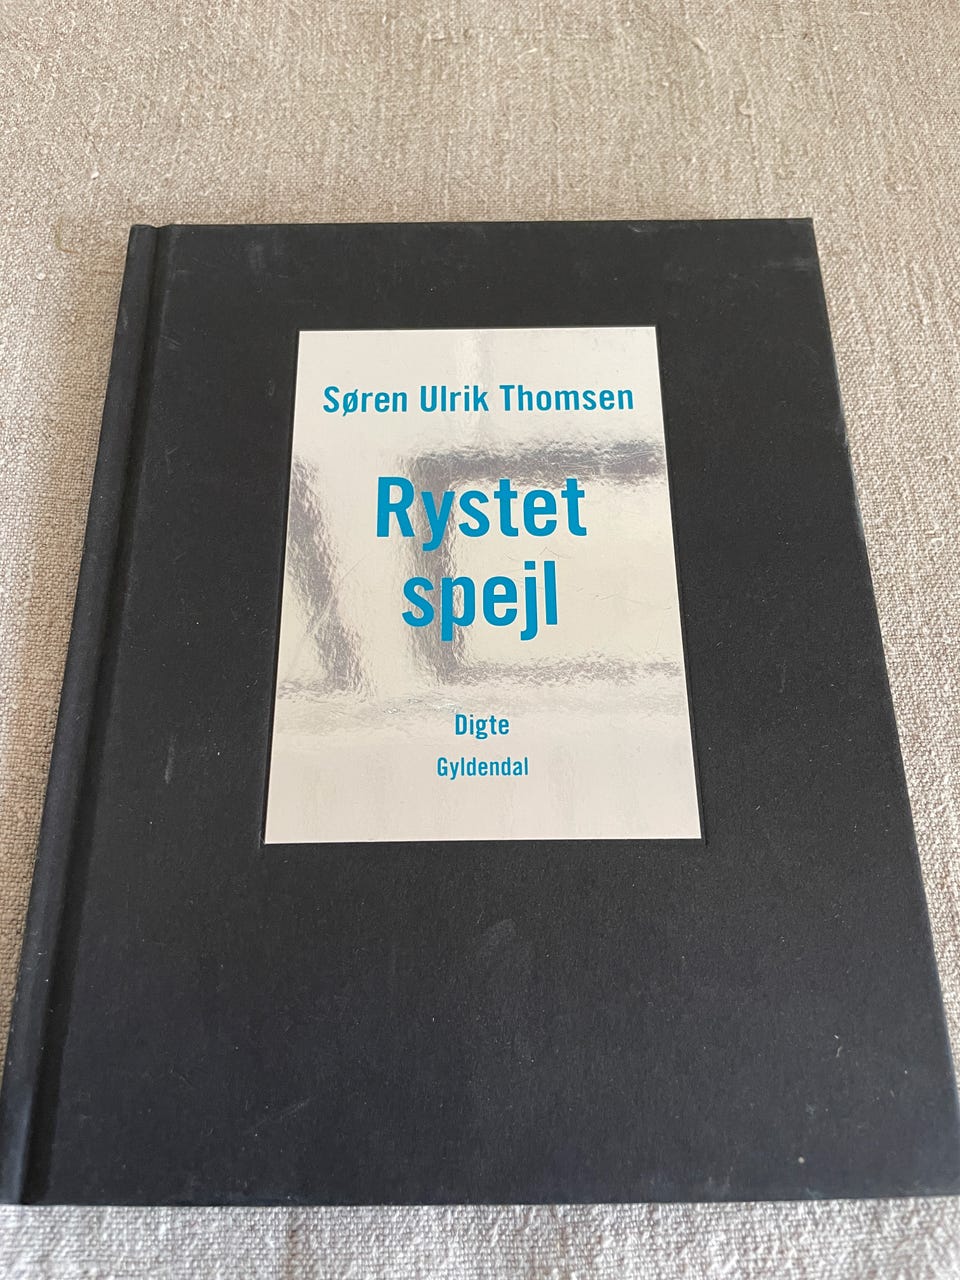 Søren Ulrik Thomsen
Rystet
spejl
Digte
Gyldendal